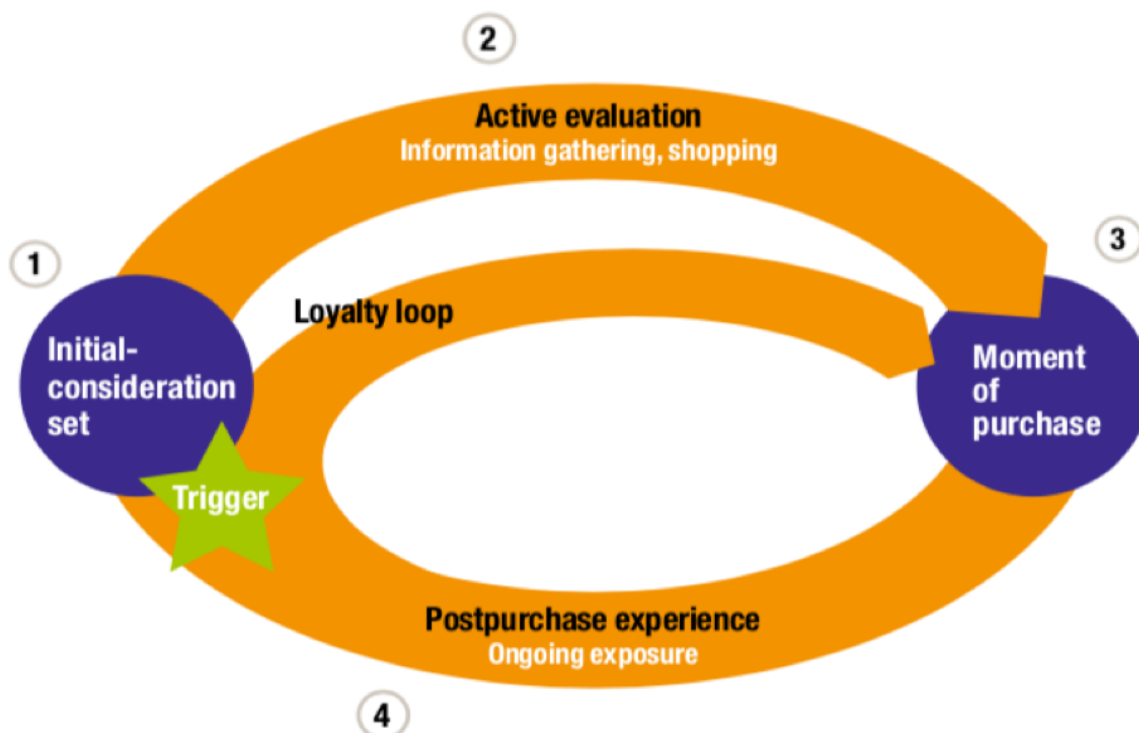 2
Active evaluation
Information gathering, shopping
1
3
Loyalty loop
Initial-
consideration
set
Moment
of
purchase
Trigger
Postpurchase experience
Ongoing exposure
4